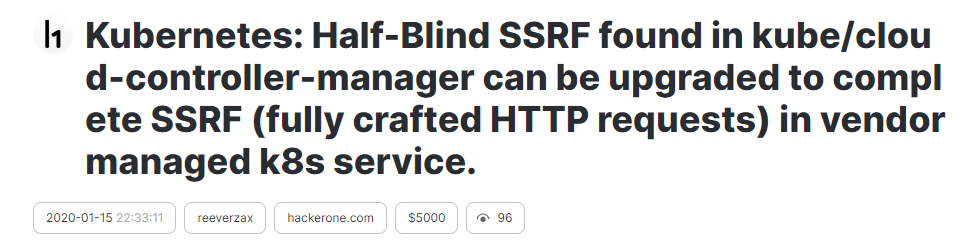 h1 Kubernetes: Half-Blind SSRF found in kube/clou
d-controller-manager can be upgraded to compl
ete SSRF (fully crafted HTTP requests) in vendor
managed k8s service.
2020-01-15 22:33:11 reeverzax hackerone.com $5000 96